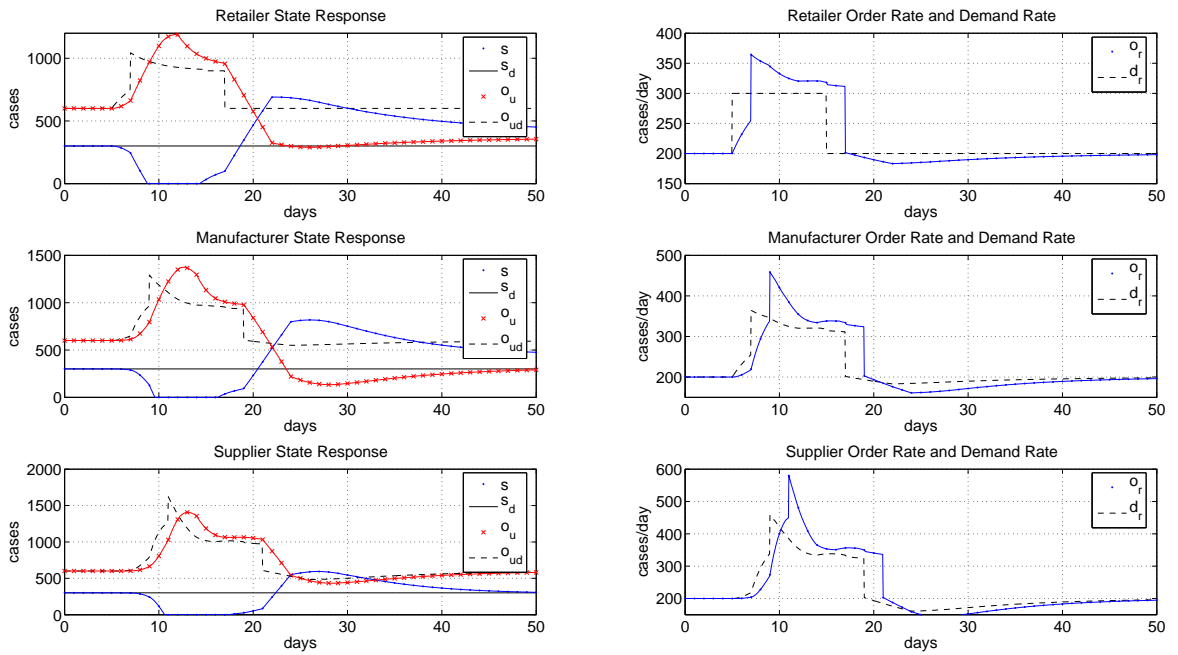 Retailer State Response
1000
500
0
cases
0 10 20 30 40 50
days
s
s_d
o_u
o_ud
Retailer Order Rate and Demand Rate
400
350
300
250
200
150
cases/day
0 10 20 30 40 50
days
o_r
d_r
Manufacturer State Response
1500
1000
500
0
cases
0 10 20 30 40 50
days
s
s_d
o_u
o_ud
Manufacturer Order Rate and Demand Rate
500
400
300
200
cases/day
0 10 20 30 40 50
days
o_r
d_r
Supplier State Response
2000
1500
1000
500
0
cases
0 10 20 30 40 50
days
s
s_d
o_u
o_ud
Supplier Order Rate and Demand Rate
600
500
400
300
200
cases/day
0 10 20 30 40 50
days
o_r
d_r